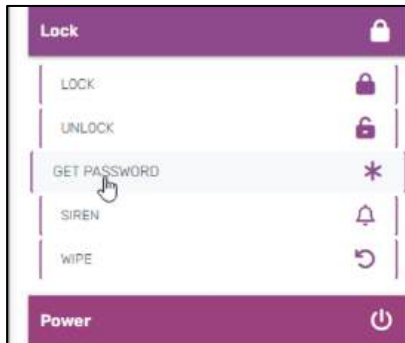 Lock
LOCK
UNLOCK
GET PASSWORD
SIREN
WIPE
Power